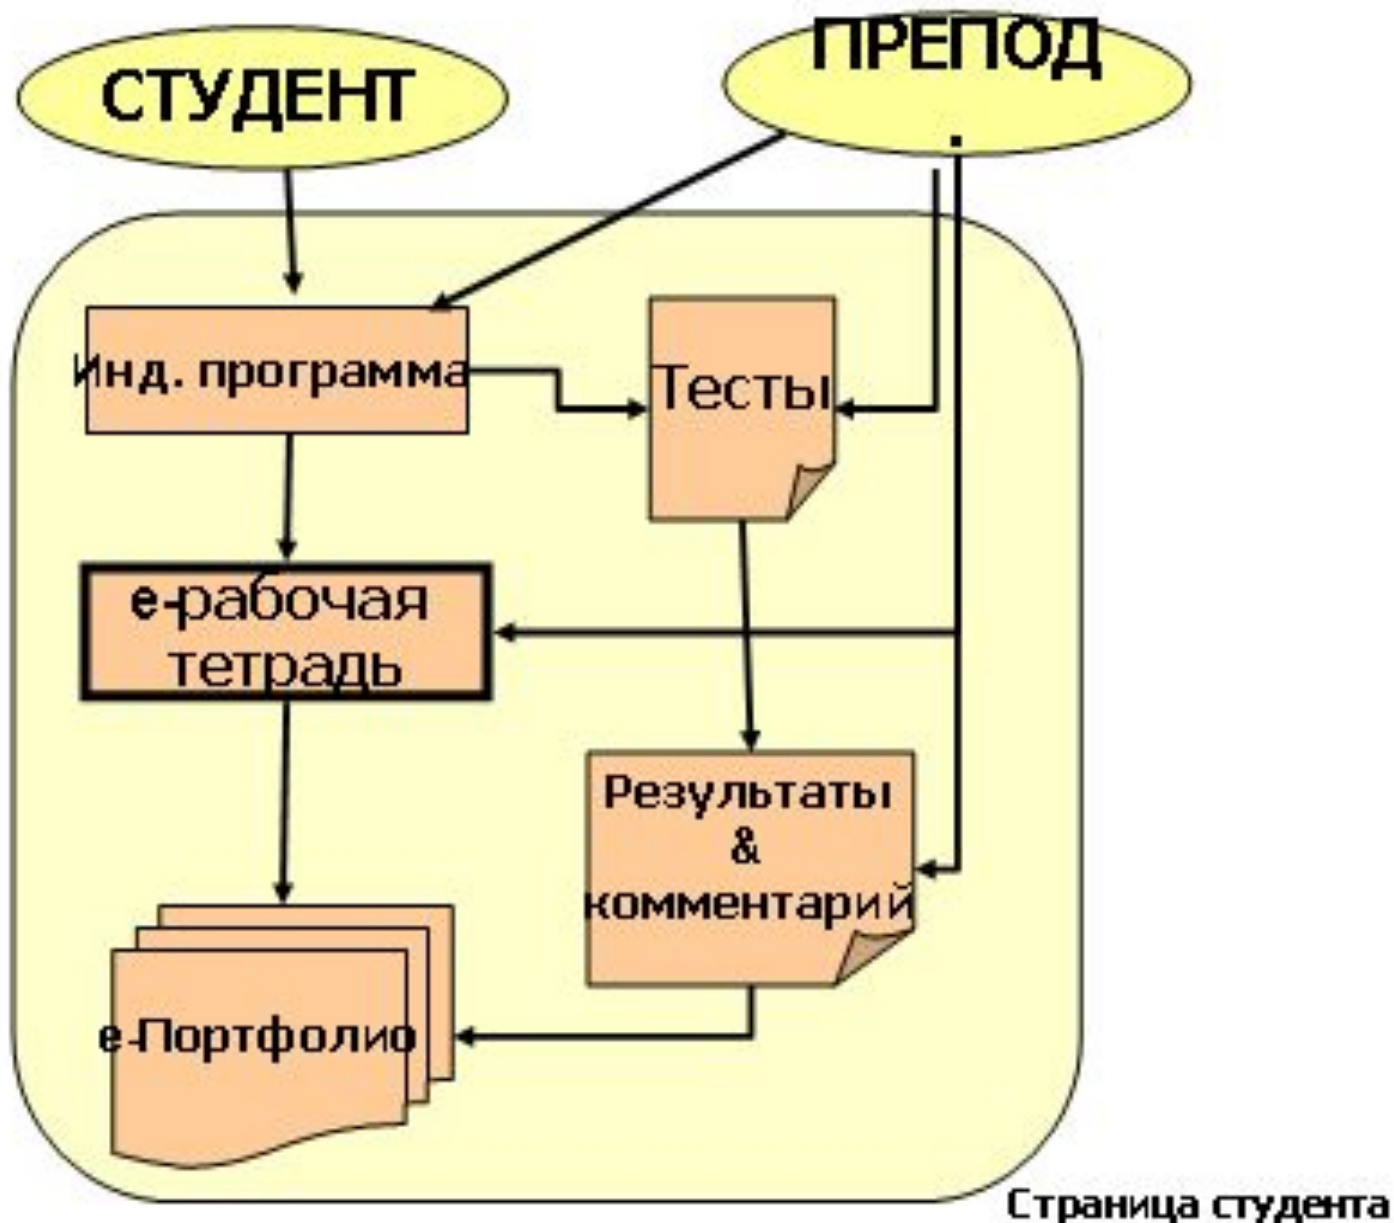 СТУДЕНТ
ПРЕПОД
.
Инд. программа
Тесты
е-рабочая
тетрадь
Результаты
&
комментарий
е-Портфолио
Страница студента